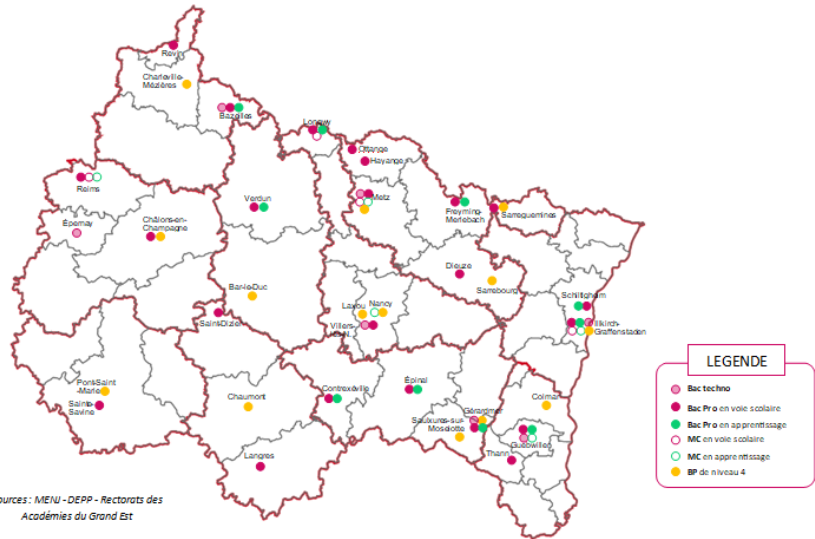 Revin
Charleville-
Mézières
Bazeilles
Longwy
Ottange
Hayange
Reims
Metz
Verdun
Freyming-
Merlebach
Sarreguemines
Épernay
Châlons-en-
Champagne
Dieuze
Sarrebourg
Bar-le-Duc
Schiltigheim
Laxou
Nancy
Saint-Dizier
Villers-
Illkirch-
Graffenstaden
Pont-Saint
Marie
Sainte-
Savine
Chaumont
Contrexéville
Épinal
Gérardmer
Saulxures-sur-
Moselotte
Colmar
Guebwiller
Thann
Langres
LEGENDE
Bac techno
Bac Pro en voie scolaire
Bac Pro en apprentissage
MC en voie scolaire
MC en apprentissage
BP de niveau 4
ources : MENJ - DEPP - Rectorats des
Académies du Grand Est